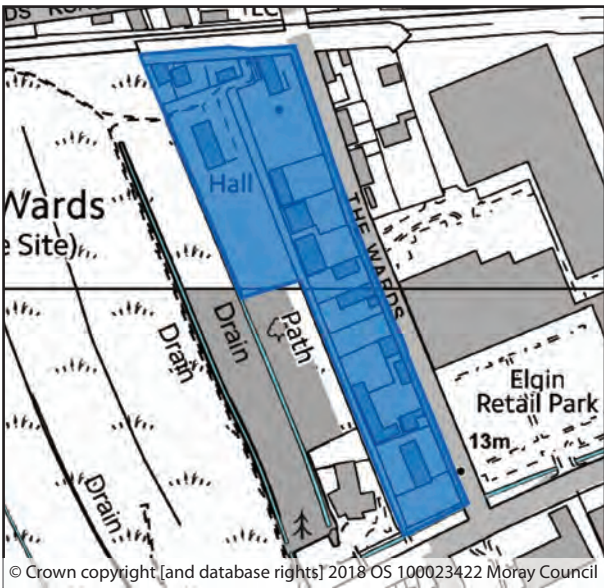 Hall
Wards
e Site)
THE WARDS
Drain
Drain
Path
Elgin
Retail Park
13m
Drain
© Crown copyright [and database rights] 2018 OS 100023422 Moray Council